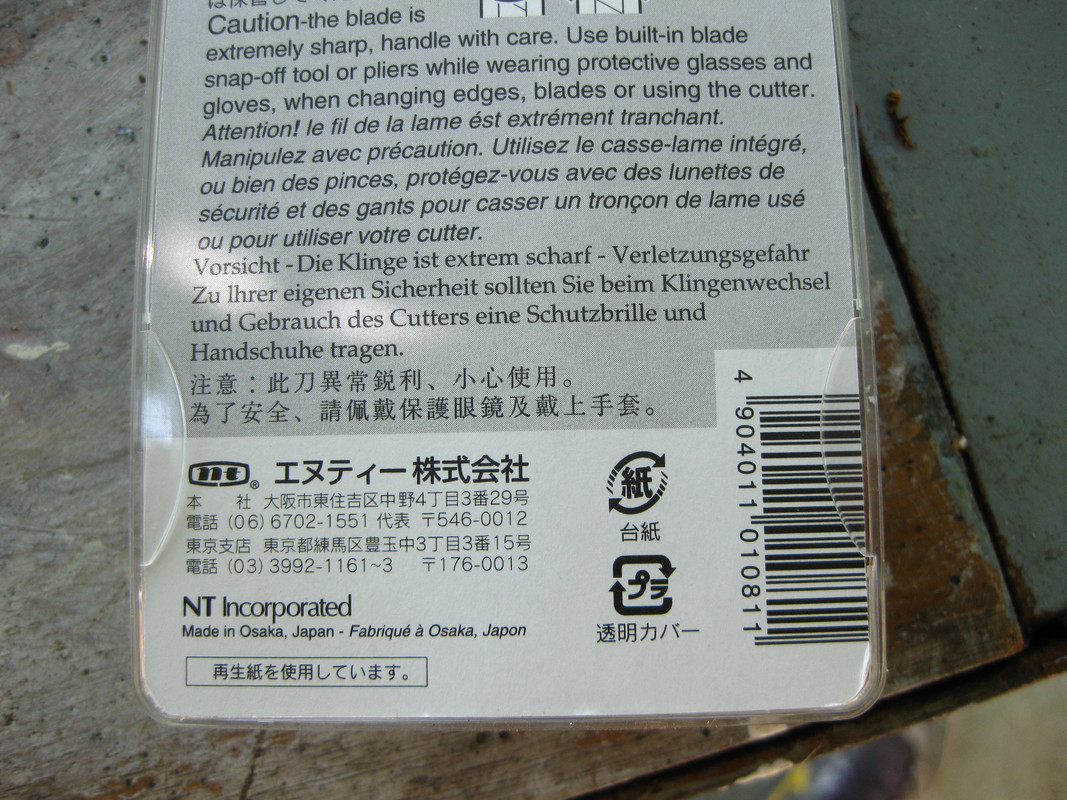 は保管して
Caution-the blade is
extremely sharp, handle with care. Use built-in blade
snap-off tool or pliers while wearing protective glasses and
gloves, when changing edges, blades or using the cutter.
Attention! le fil de la lame ést extrément tranchant.
Manipulez avec précaution. Utilisez le casse-lame intégré,
ou bien des pinces, protégez-vous avec des lunettes de
sécurité et des gants pour casser un tronçon de lame usé
ou pour utiliser votre cutter.
Vorsicht - Die Klinge ist extrem scharf - Verletzungsgefahr
Zu lhrer eigenen Sicherheit sollten Sie beim Klingenwechsel
und Gebrauch des Cutters eine Schutzbrille und
Handschuhe tragen.
注意：此刀異常鋭利、小心使用。
為了安全、請佩戴保護眼鏡及戴上手套。
nt® エヌティー株式会社
本 社 大阪市東住吉区中野4丁目3番29号
電話 (06) 6702-1551 代表 〒546-0012
東京支店 東京都練馬区豊玉中3丁目3番15号
電話 (03) 3992-1161~3 〒176-0013
NT Incorporated
Made in Osaka, Japan - Fabriqué à Osaka, Japon
再生紙を使用しています。
紙
台紙
プラ
透明カバー
4 904011 010811